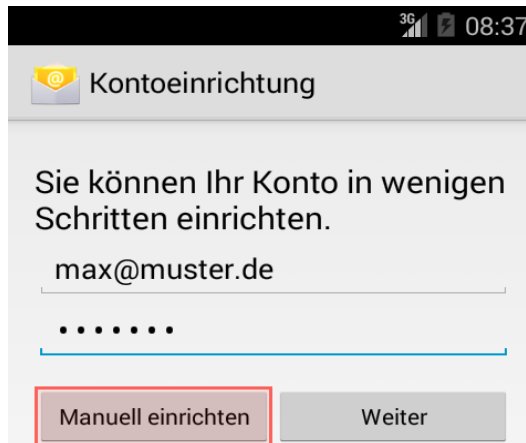 3G 08:37
@ Kontoeinrichtung
Sie können Ihr Konto in wenigen
Schritten einrichten.
max@muster.de
•••••••
Manuell einrichten Weiter